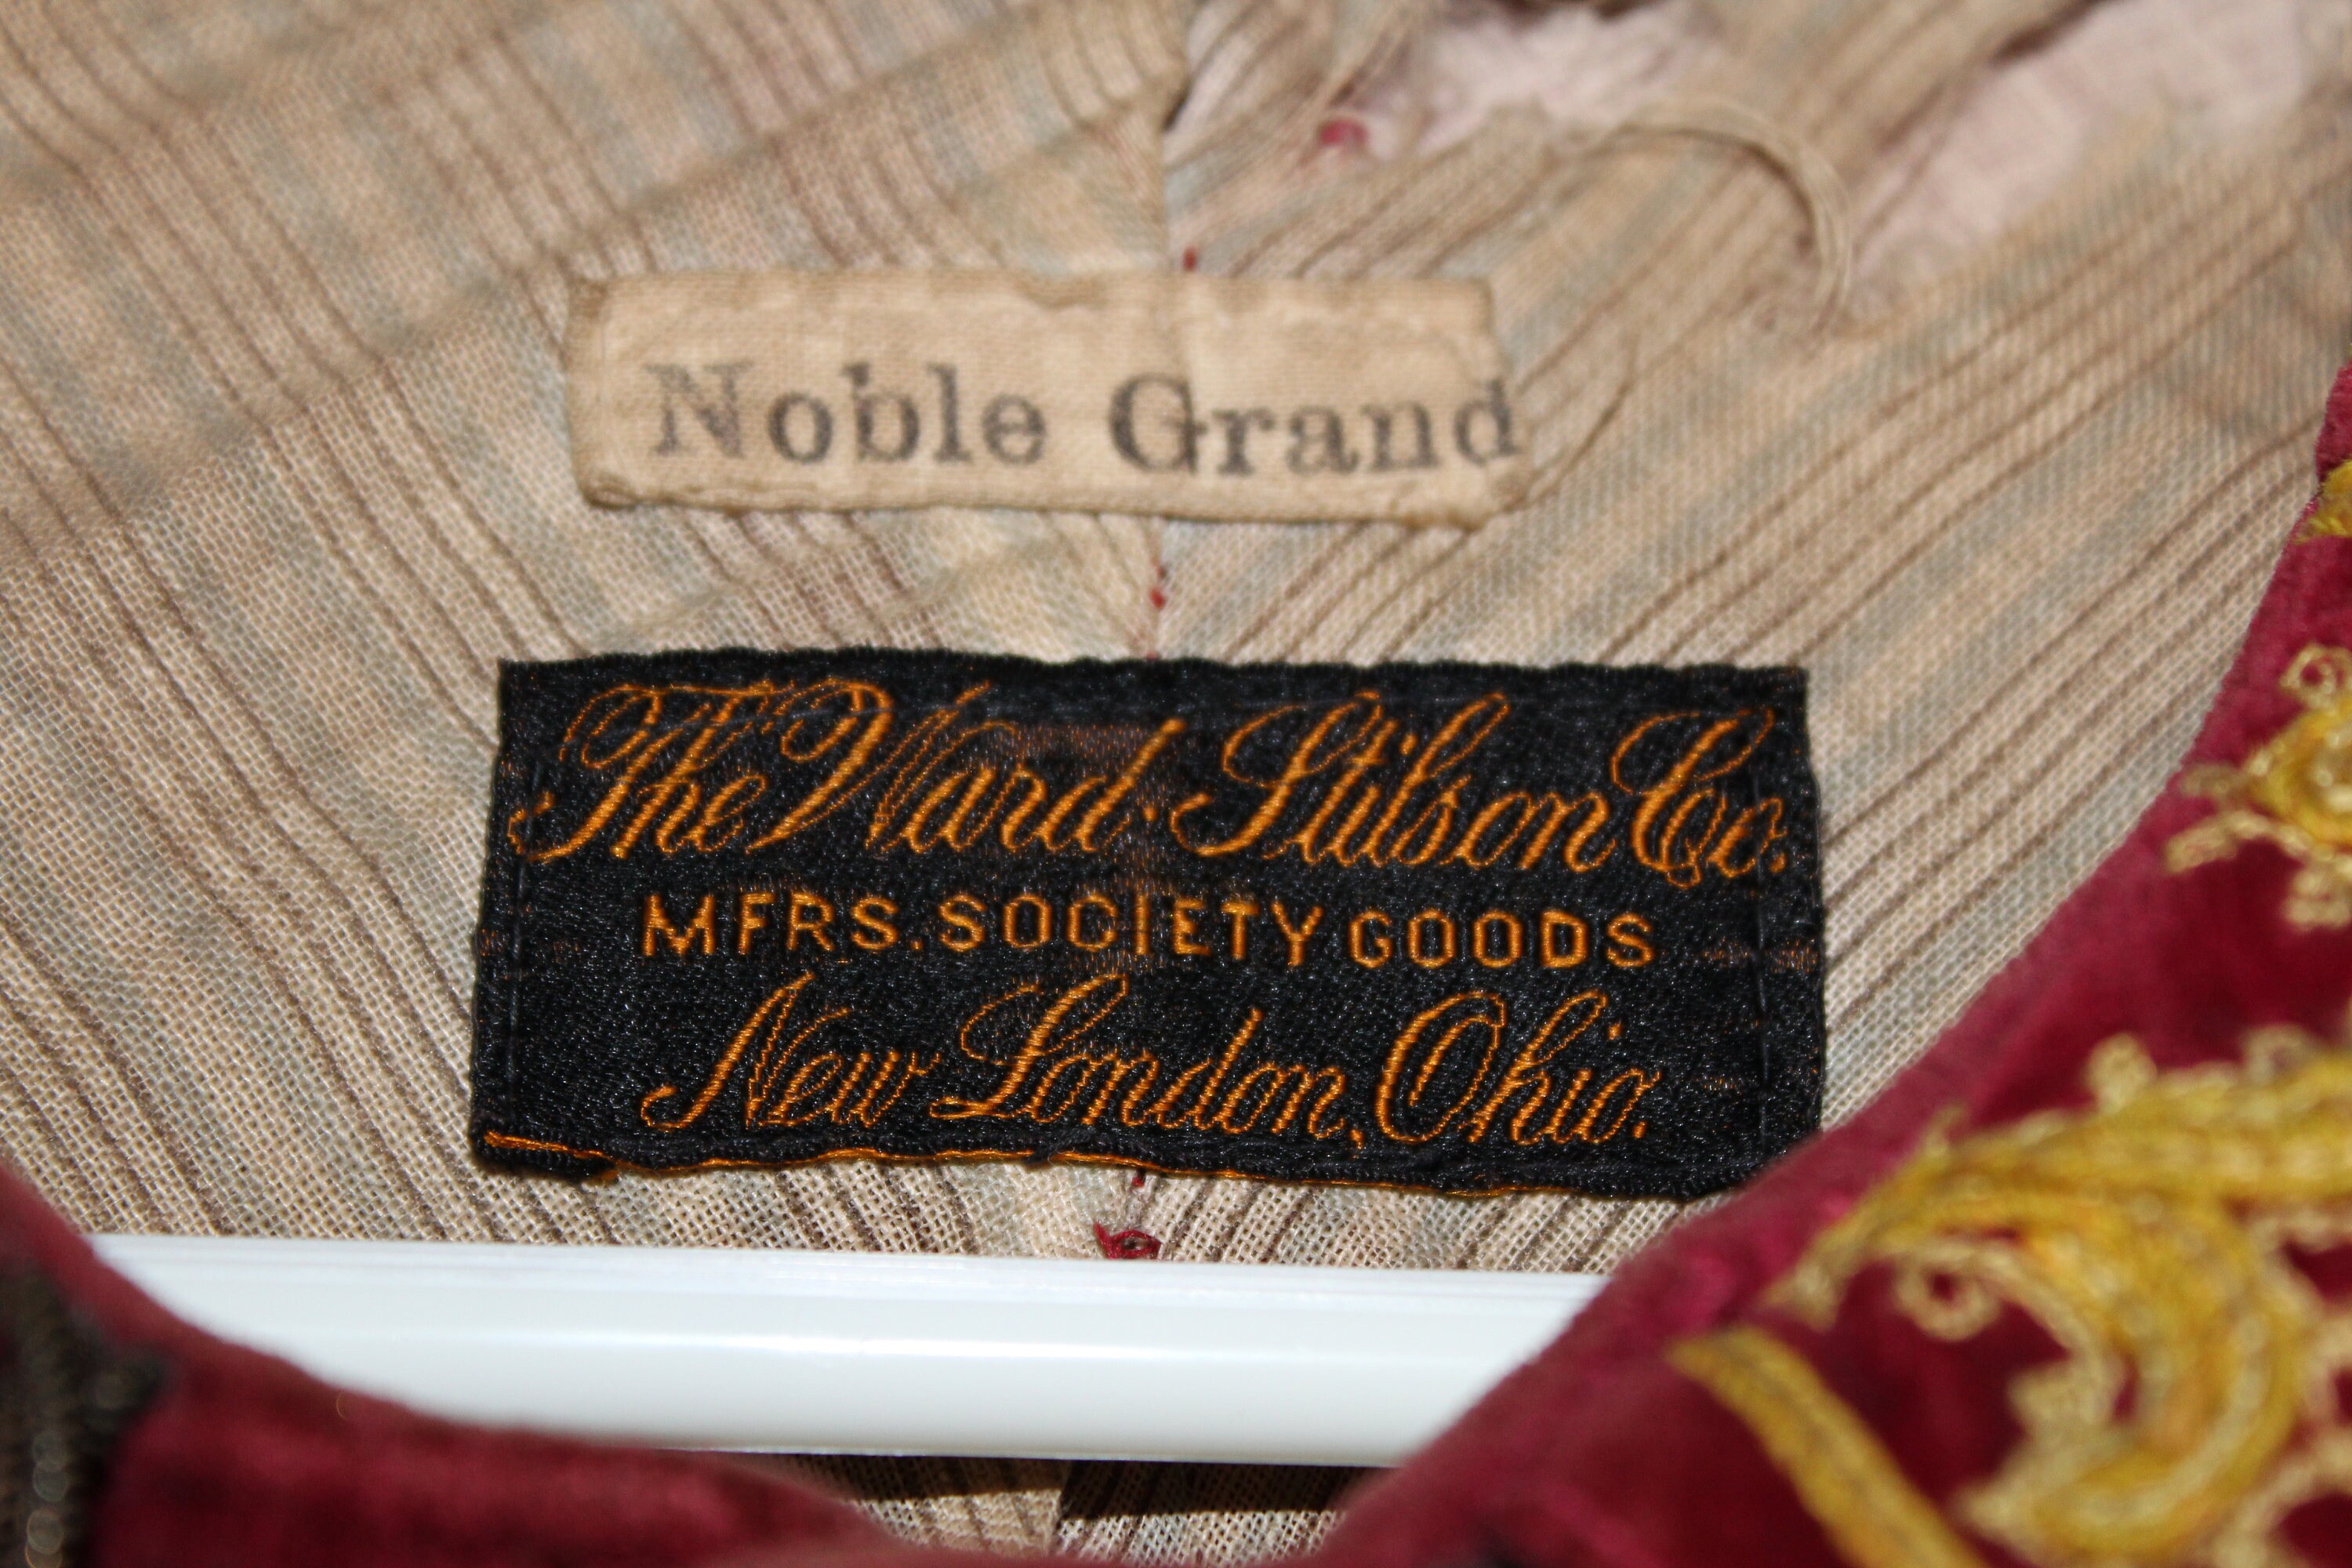 Noble Grand
The Ward-Stilson Co.
MFRS. SOCIETY GOODS
New London, Ohio.